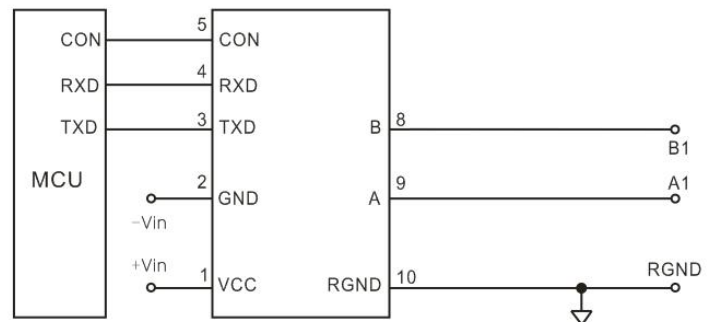 CON 5 CON
RXD 4 RXD
TXD 3 TXD B 8
B1
MCU 2 GND A 9 A1
-Vin
+Vin 1 VCC RGND 10 RGND